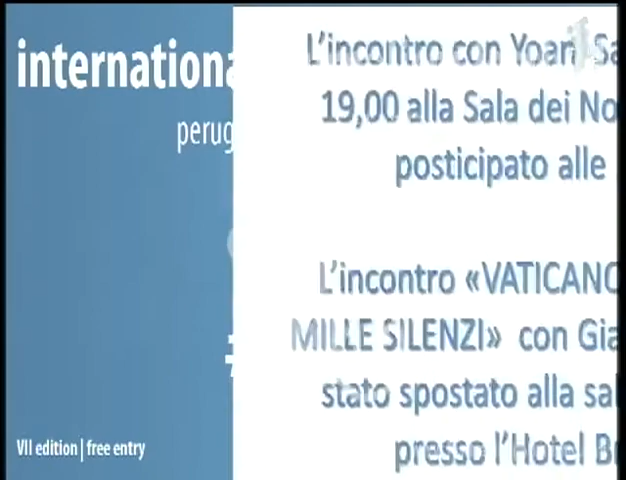 internationa
perug
#
VII edition | free entry
L'incontro con Yoani Sa
19,00 alla Sala dei No
posticipato alle
L'incontro «VATICANO
MILLE SILENZI» con Gia
stato spostato alla sal
presso l'Hotel Br